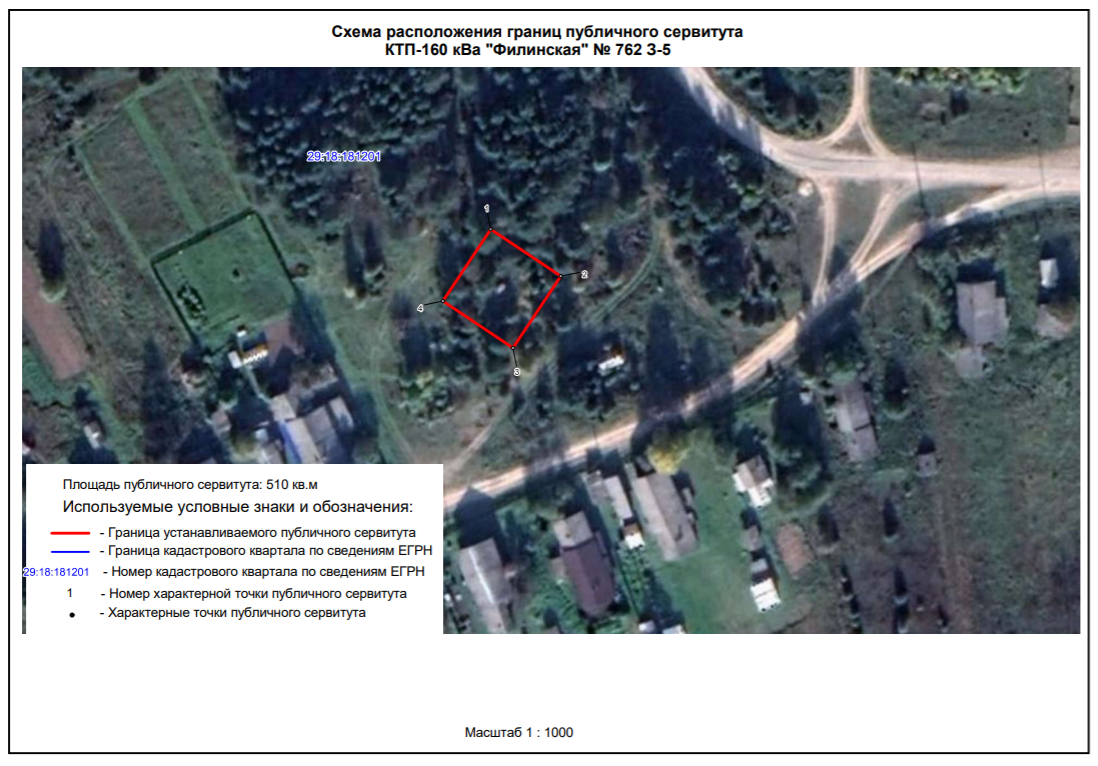 Схема расположения границ публичного сервитута
КТП-160 кВа "Филинская" № 762 З-5
29:18:181201
1
2
4
3
Площадь публичного сервитута: 510 кв.м
Используемые условные знаки и обозначения:
- Граница устанавливаемого публичного сервитута
- Граница кадастрового квартала по сведениям ЕГРН
29:18:181201 - Номер кадастрового квартала по сведениям ЕГРН
1 - Номер характерной точки публичного сервитута
- Характерные точки публичного сервитута
Масштаб 1 : 1000